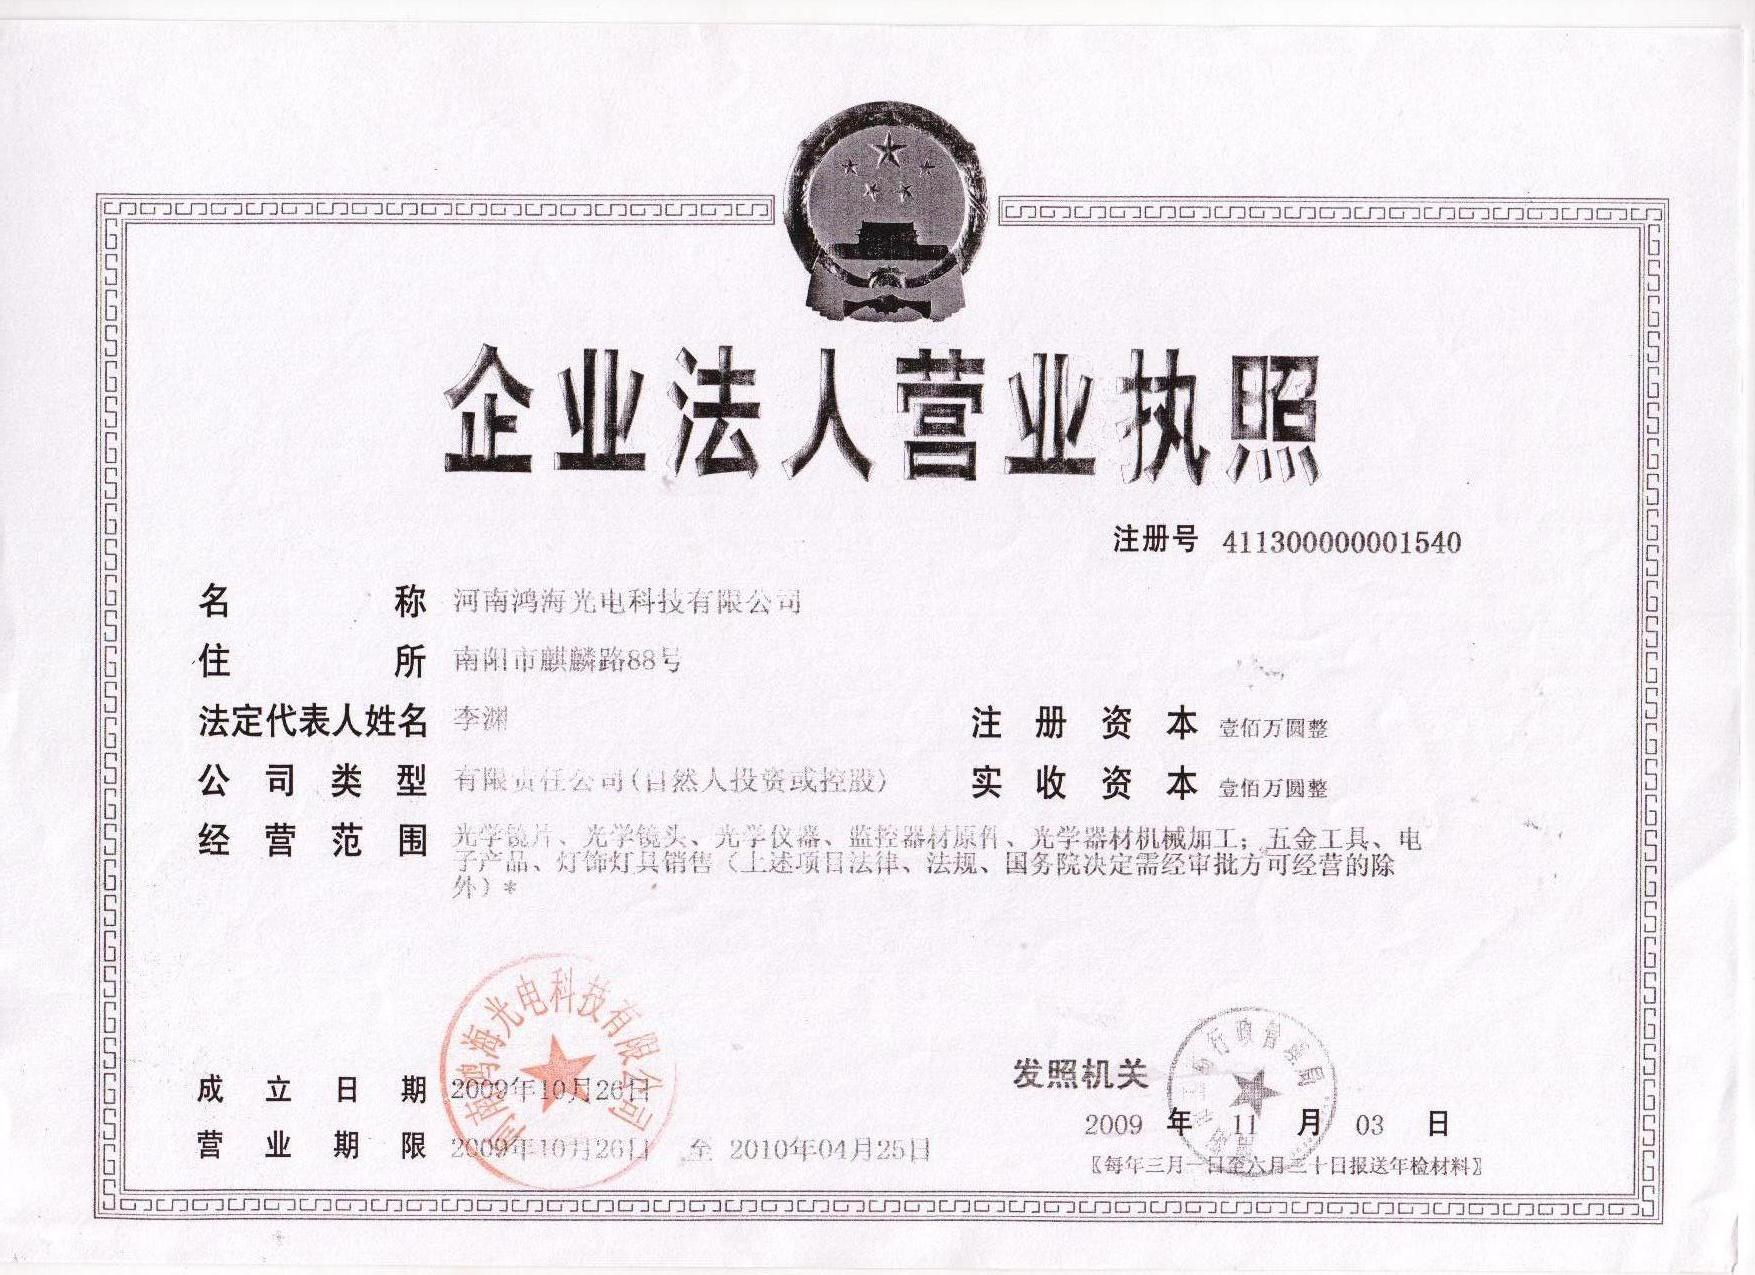 企业法人营业执照
注册号 411300000001540
名称 河南鸿海光电科技有限公司
住所 南阳市麒麟路88号
法定代表人姓名 李渊
注册资本 壹佰万圆整
公司类型 有限责任公司(自然人投资或控股)
实收资本 壹佰万圆整
经营范围 光学镜片、光学镜头、光学仪器、监控器材原件、光学器材机械加工；五金工具、电
子产品、灯饰灯具销售（上述项目法律、法规、国务院决定需经审批方可经营的除
外）*
河南鸿海光电科技有限公司
发照机关
行政管理局
成立日期 2009年10月26日
2009 年 11 月 03 日
营业期限 2009年10月26日 至 2010年04月25日
〖每年三月一日至六月三十日报送年检材料〗